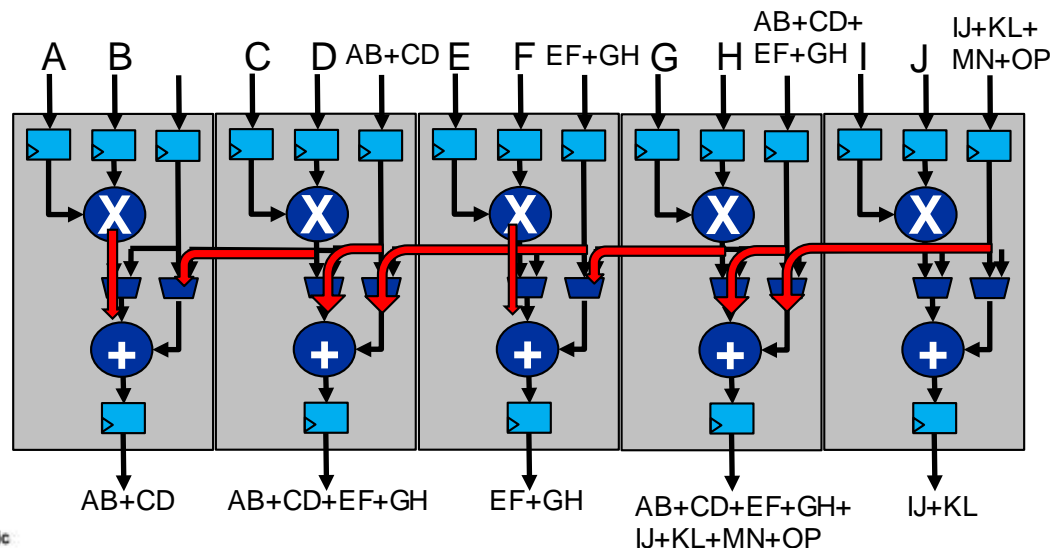 A B C D AB+CD E F EF+GH G H AB+CD+
EF+GH I J IJ+KL+
MN+OP
X X X X X
+ + + + +
AB+CD
AB+CD+EF+GH
EF+GH
AB+CD+EF+GH+
IJ+KL+MN+OP
IJ+KL
ic